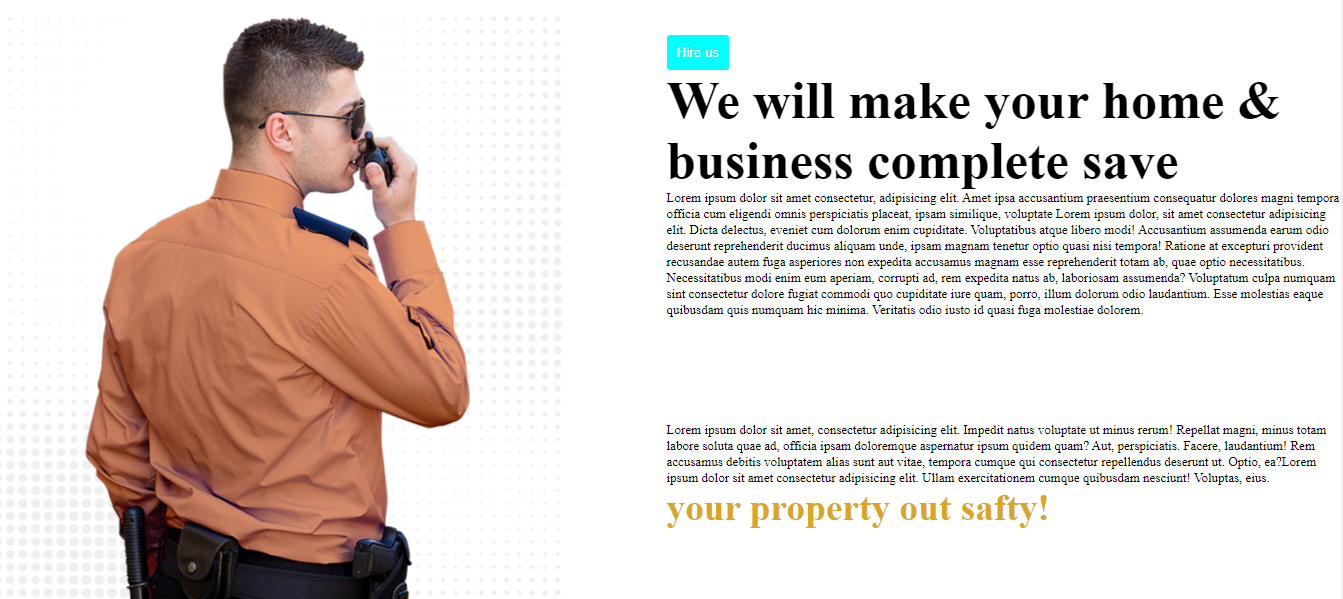 Hire us
We will make your home &
business complete save
Lorem ipsum dolor sit amet consectetur, adipisicing elit. Amet ipsa accusantium praesentium consequatur dolores magni tempora
officia cum eligendi omnis perspiciatis placeat, ipsam similique, voluptate Lorem ipsum dolor, sit amet consectetur adipisicing
elit. Dicta delectus, eveniet cum dolorum enim cupiditate. Voluptatibus atque libero modi! Accusantium assumenda earum odio
deserunt reprehenderit ducimus aliquam unde, ipsam magnam tenetur optio quasi nisi tempora! Ratione at excepturi provident
recusandae autem fuga asperiores non expedita accusamus magnam esse reprehenderit totam ab, quae optio necessitatibus.
Necessitatibus modi enim eum aperiam, corrupti ad, rem expedita natus ab, laboriosam assumenda? Voluptatum culpa numquam
sint consectetur dolore fugiat commodi quo cupiditate iure quam, porro, illum dolorum odio laudantium. Esse molestias eaque
quibusdam quis numquam hic minima. Veritatis odio iusto id quasi fuga molestiae dolorem.
Lorem ipsum dolor sit amet, consectetur adipisicing elit. Impedit natus voluptate ut minus rerum! Repellat magni, minus totam
labore soluta quae ad, officia ipsam doloremque aspernatur ipsum quidem quam? Aut, perspiciatis. Facere, laudantium! Rem
accusamus debitis voluptatem alias sunt aut vitae, tempora cumque qui consectetur repellendus deserunt ut. Optio, ea?Lorem
ipsum dolor sit amet consectetur adipisicing elit. Ullam exercitationem cumque quibusdam nesciunt! Voluptas, eius.
your property out safty!